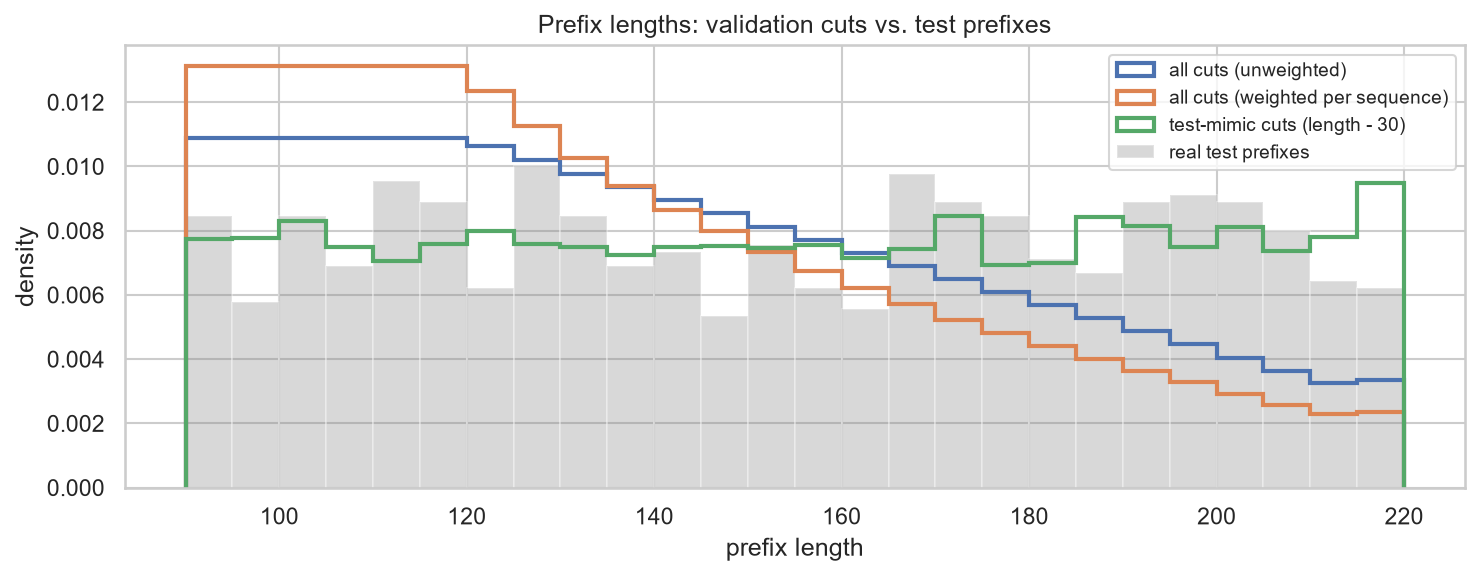 Prefix lengths: validation cuts vs. test prefixes
all cuts (unweighted)
all cuts (weighted per sequence)
test-mimic cuts (length - 30)
real test prefixes
density
0.012
0.010
0.008
0.006
0.004
0.002
0.000
100 120 140 160 180 200 220
prefix length